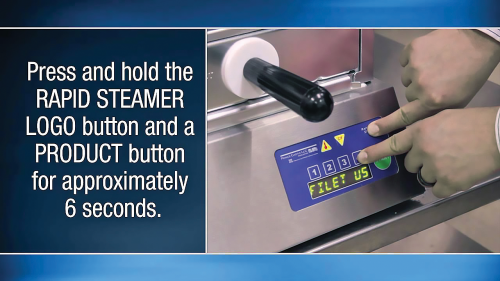 Press and hold the
RAPID STEAMER
LOGO button and a
PRODUCT button
for approximately
6 seconds.
1 2 3
FILET US